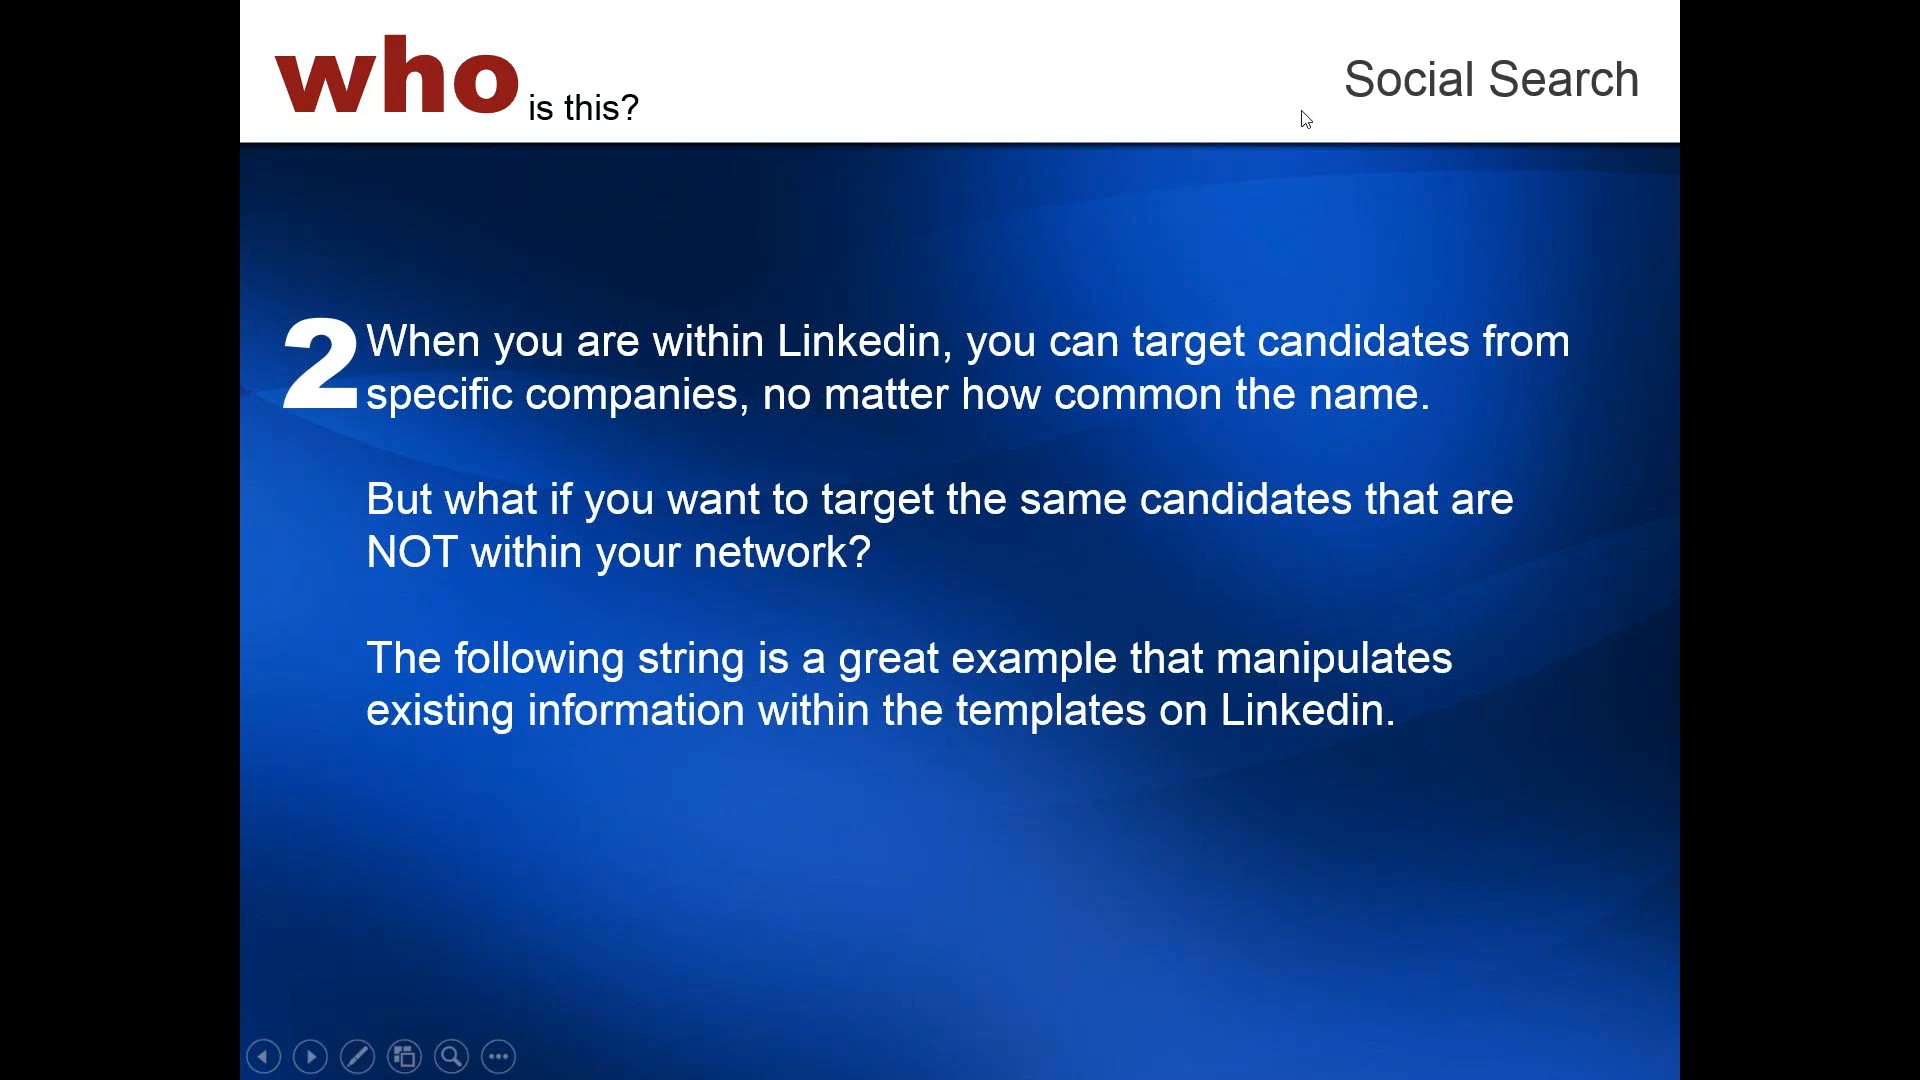 who is this?
Social Search
2 When you are within Linkedin, you can target candidates from
specific companies, no matter how common the name.
But what if you want to target the same candidates that are
NOT within your network?
The following string is a great example that manipulates
existing information within the templates on Linkedin.